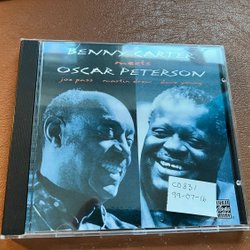 BENNY CARTER
meets
OSCAR PETERSON
joe pass martin drew dave young
CD831
99-07-16